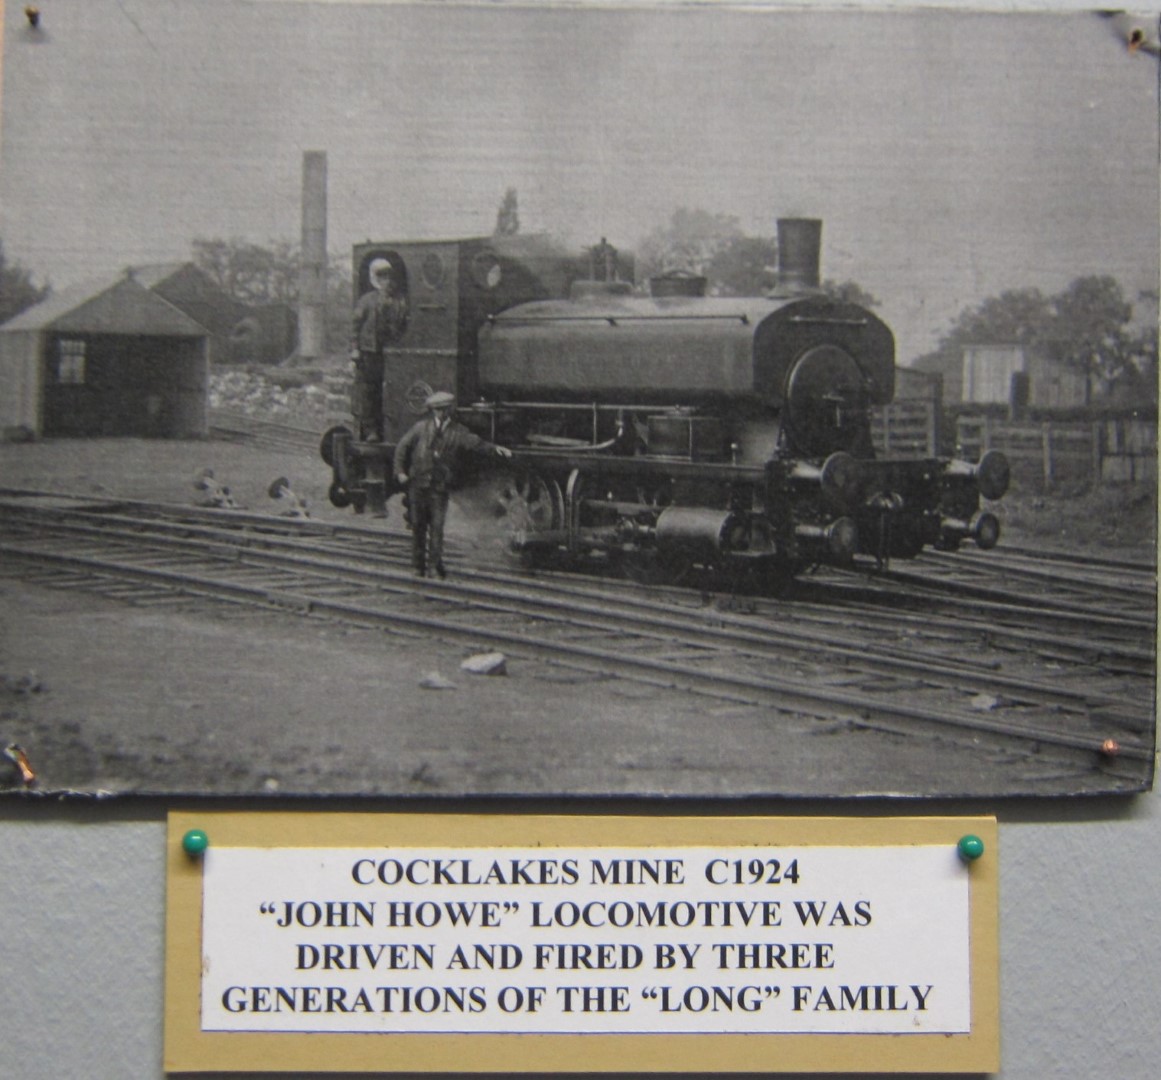 COCKLAKES MINE C1924
“JOHN HOWE” LOCOMOTIVE WAS
DRIVEN AND FIRED BY THREE
GENERATIONS OF THE “LONG” FAMILY